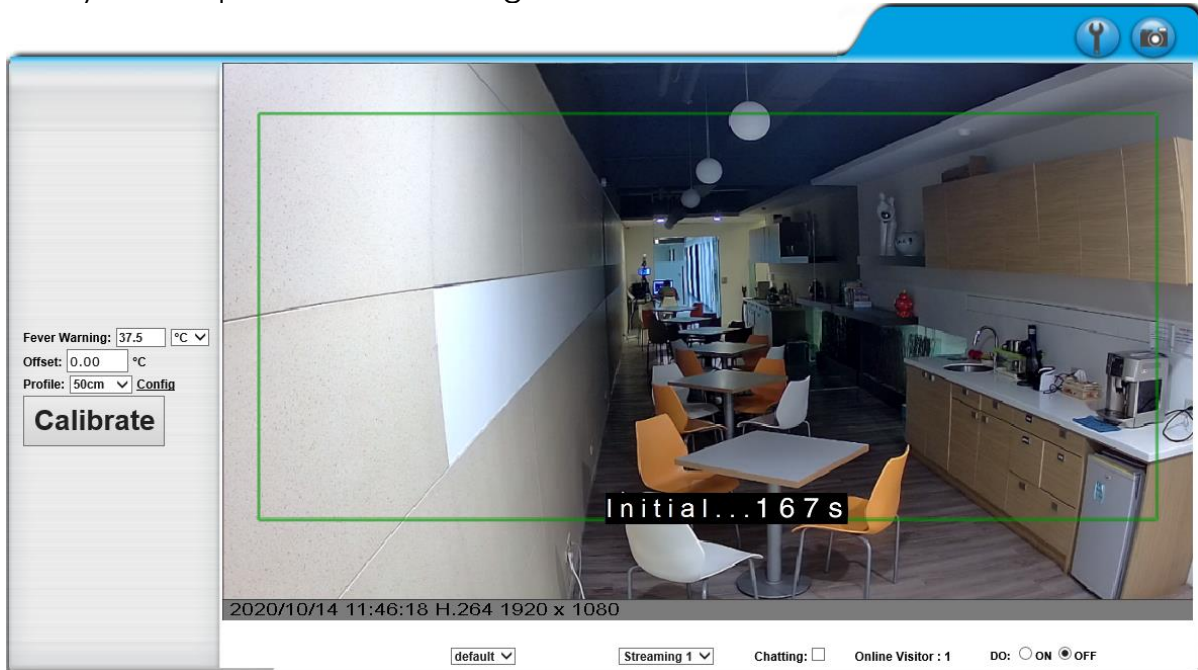 Fever Warning: 37.5 °C
Offset: 0.00 °C
Profile: 50cm Config
Calibrate
Initial...167s
2020/10/14 11:46:18 H.264 1920 x 1080
default Streaming 1 Chatting: Online Visitor : 1 DO: ON OFF